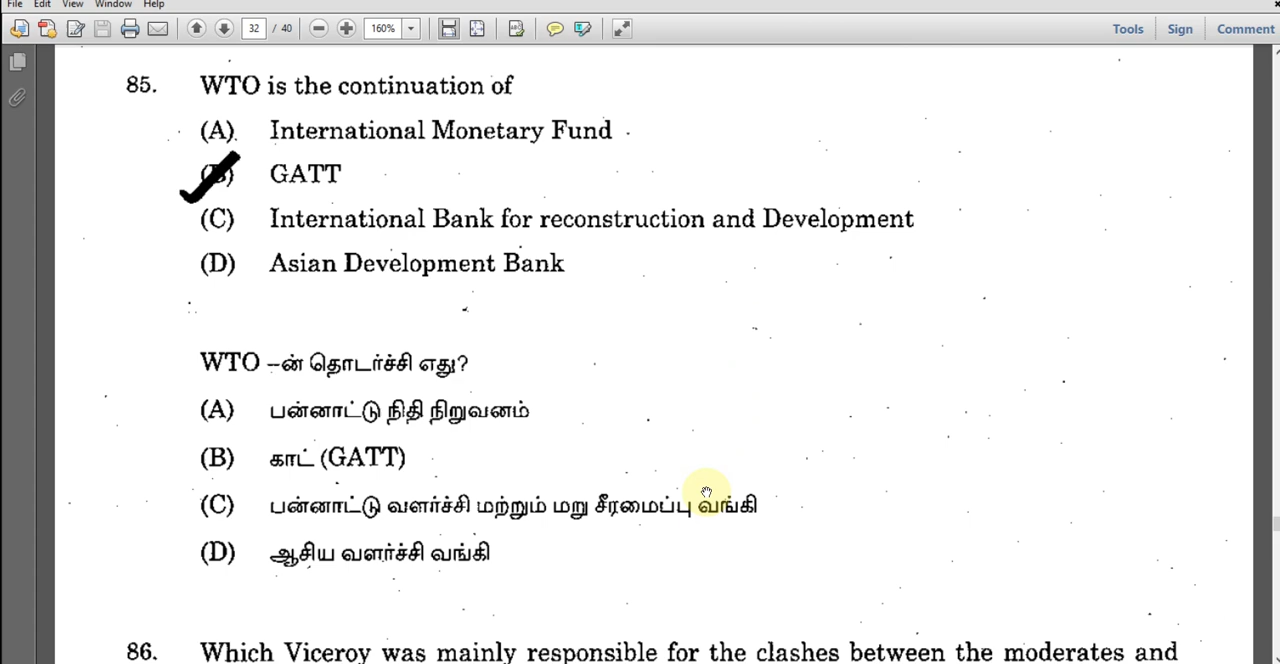 File Edit View Window Help
32 / 40 160% Tools Sign Comment
85. WTO is the continuation of
(A) International Monetary Fund
(B) GATT
(C) International Bank for reconstruction and Development
(D) Asian Development Bank
WTO –ன் தொடர்ச்சி எது?
(A) பன்னாட்டு நிதி நிறுவனம்
(B) காட் (GATT)
(C) பன்னாட்டு வளர்ச்சி மற்றும் மறு சீரமைப்பு வங்கி
(D) ஆசிய வளர்ச்சி வங்கி
86. Which Viceroy was mainly responsible for the clashes between the moderates and